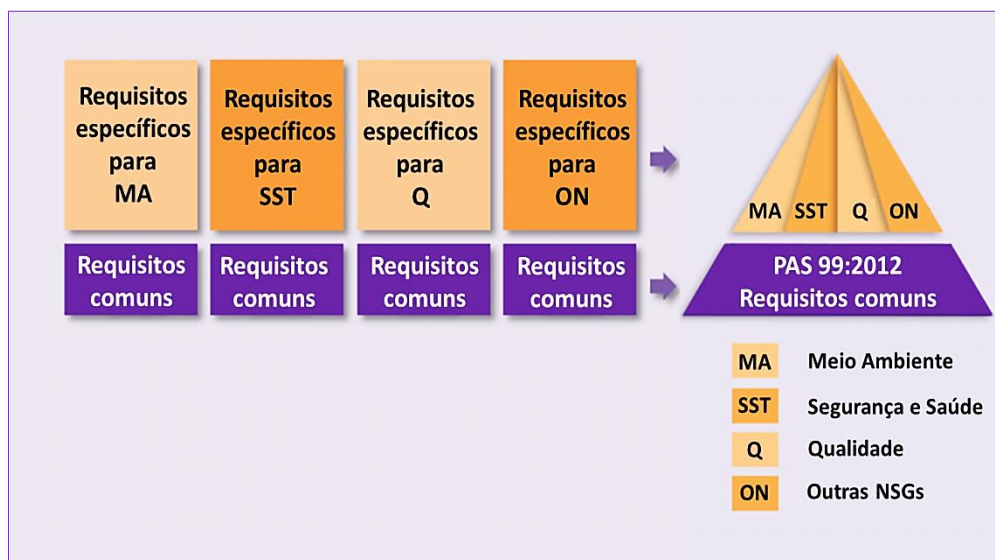 Requisitos
específicos
para
MA
Requisitos
específicos
para
SST
Requisitos
específicos
para
Q
Requisitos
específicos
para
ON
Requisitos
comuns
Requisitos
comuns
Requisitos
comuns
Requisitos
comuns
MA SST Q ON
PAS 99:2012
Requisitos comuns
MA Meio Ambiente
SST Segurança e Saúde
Q Qualidade
ON Outras NSGs